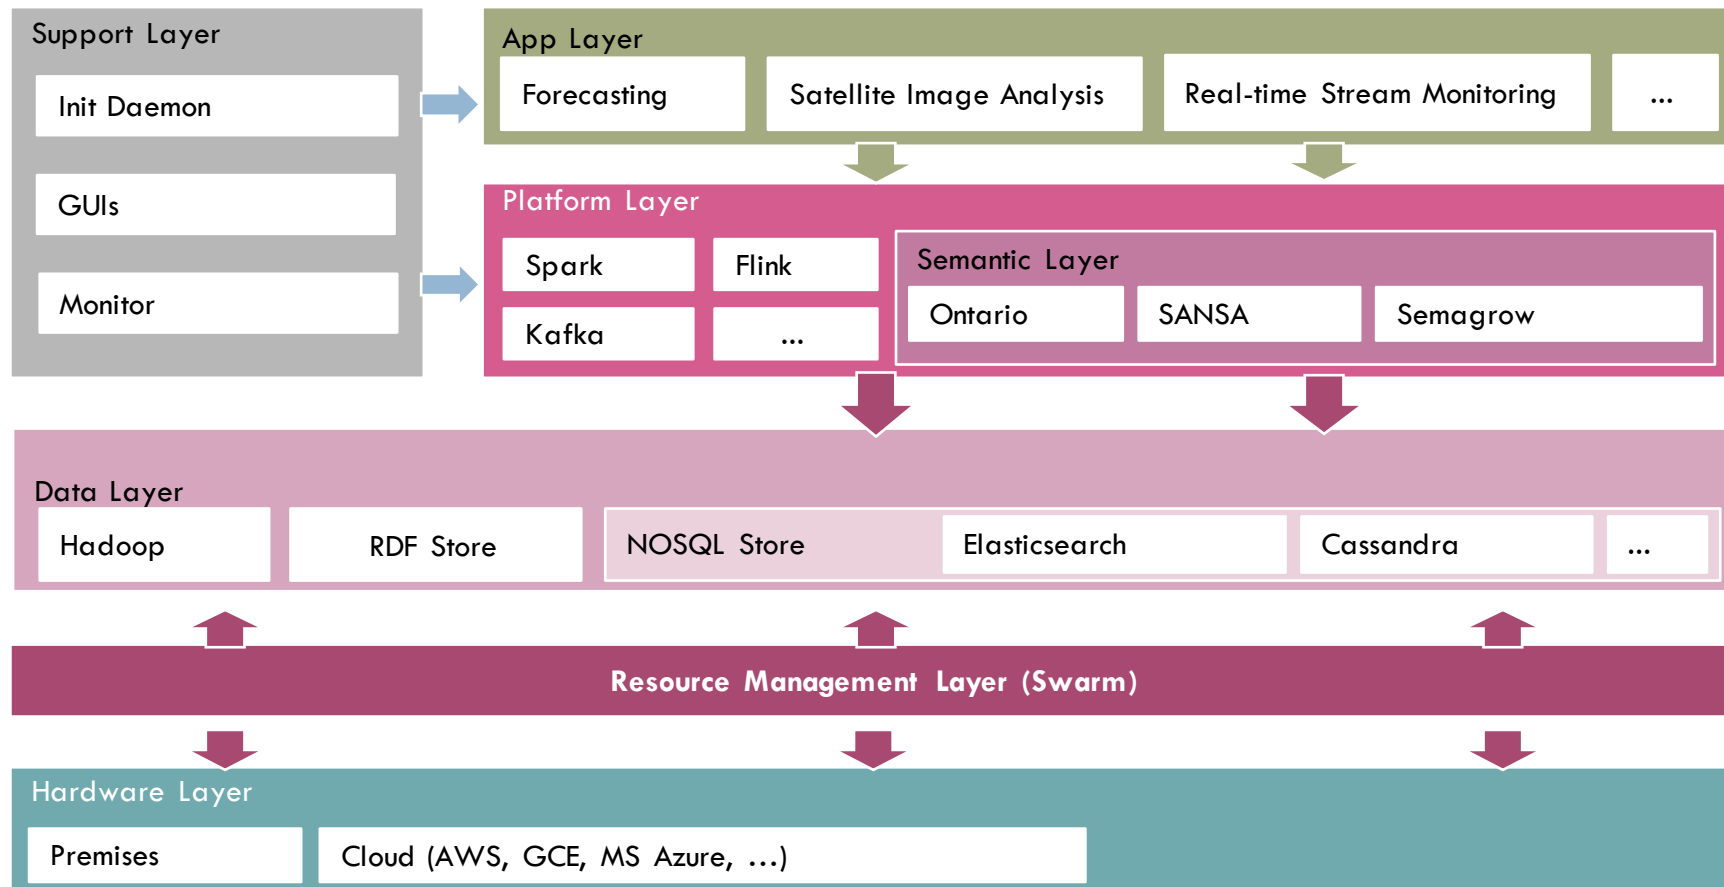 Support Layer
Init Daemon
GUIs
Monitor
App Layer
Forecasting
Satellite Image Analysis
Real-time Stream Monitoring
...
Platform Layer
Spark
Flink
Kafka
...
Semantic Layer
Ontario
SANSA
Semagrow
Data Layer
Hadoop
RDF Store
NOSQL Store
Elasticsearch
Cassandra
...
Resource Management Layer (Swarm)
Hardware Layer
Premises
Cloud (AWS, GCE, MS Azure, ...)